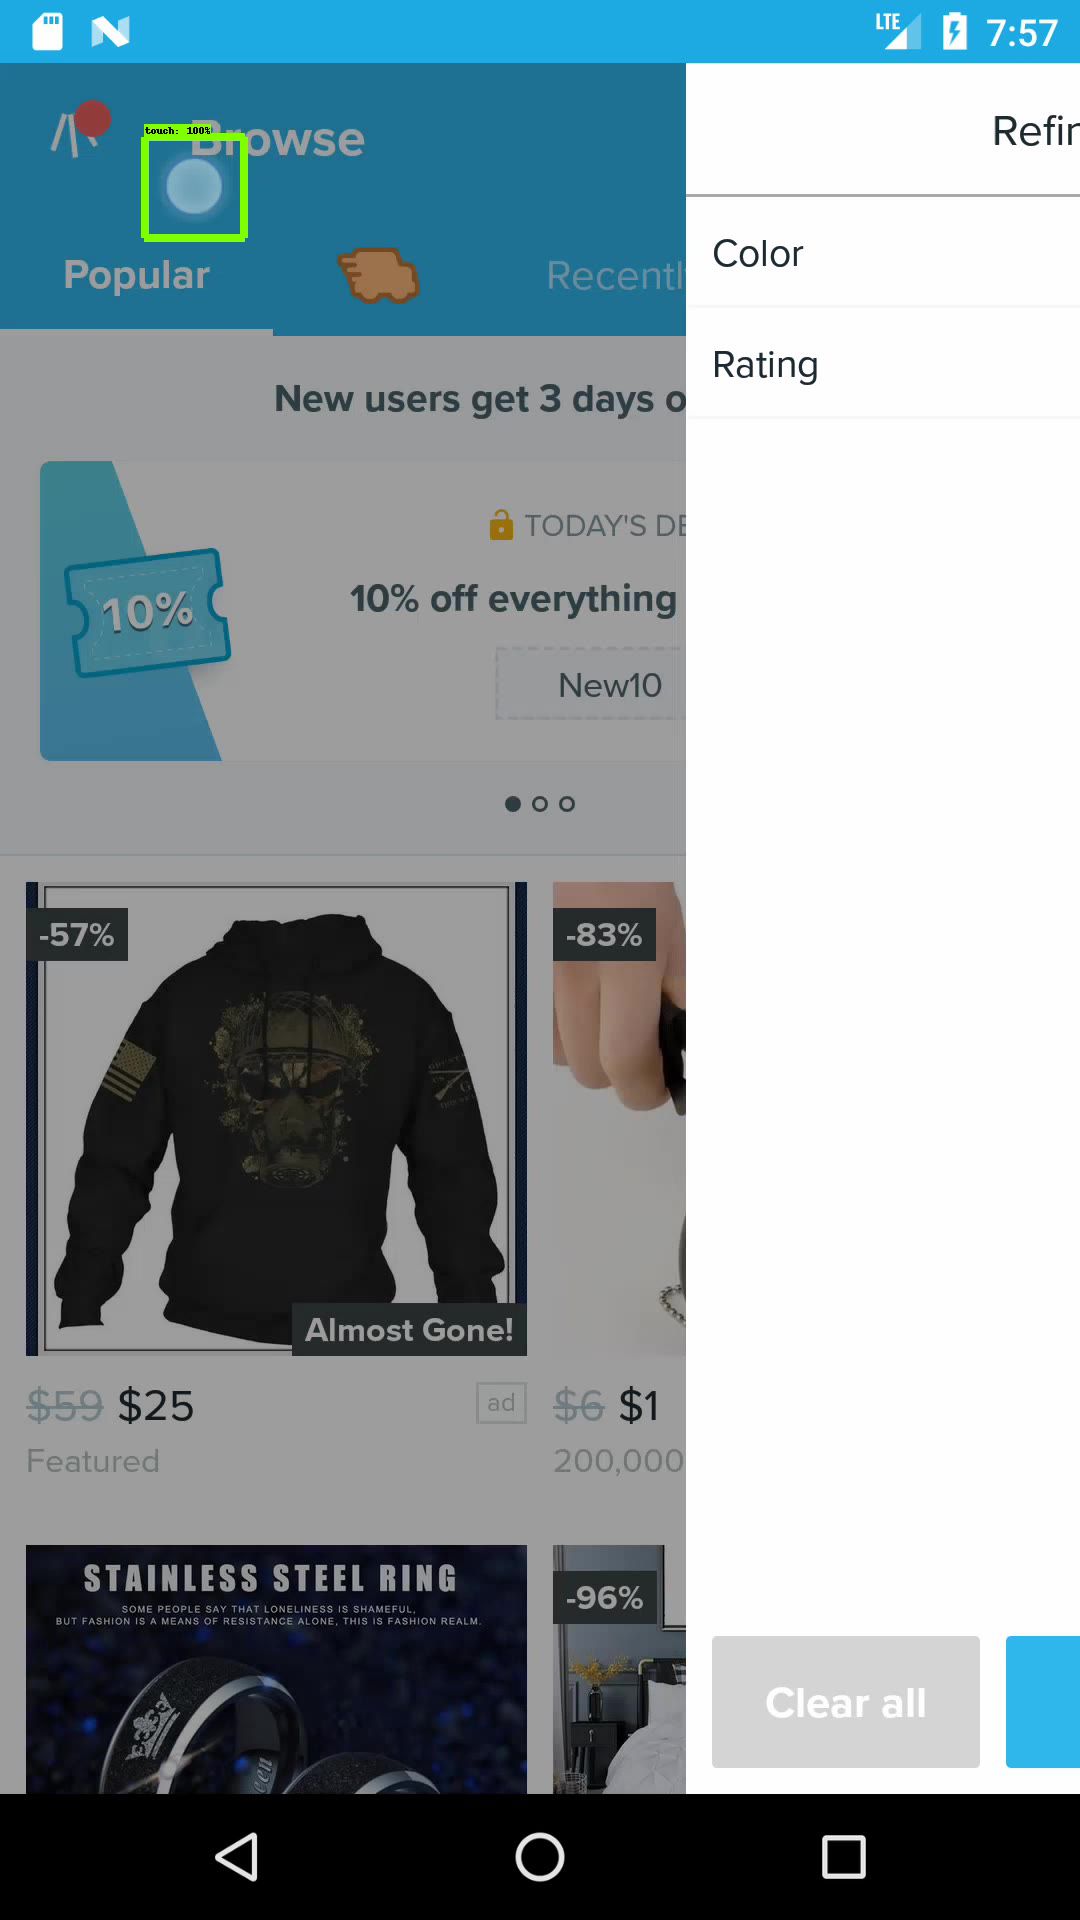 LTE 7:57
touch: 100%
Browse
Refin
Color
Rating
Popular
Recentl
New users get 3 days o
TODAY'S DE
10% off everything
10%
New10
-57%
-83%
Almost Gone!
$59 $25
ad
Featured
$6 $1
200,000
STAINLESS STEEL RING
SOME PEOPLE SAY THAT LONELINESS IS SHAMEFUL,
BUT FASHION IS A MEANS OF RESISTANCE ALONE, THIS IS FASHION REALM.
-96%
Clear all